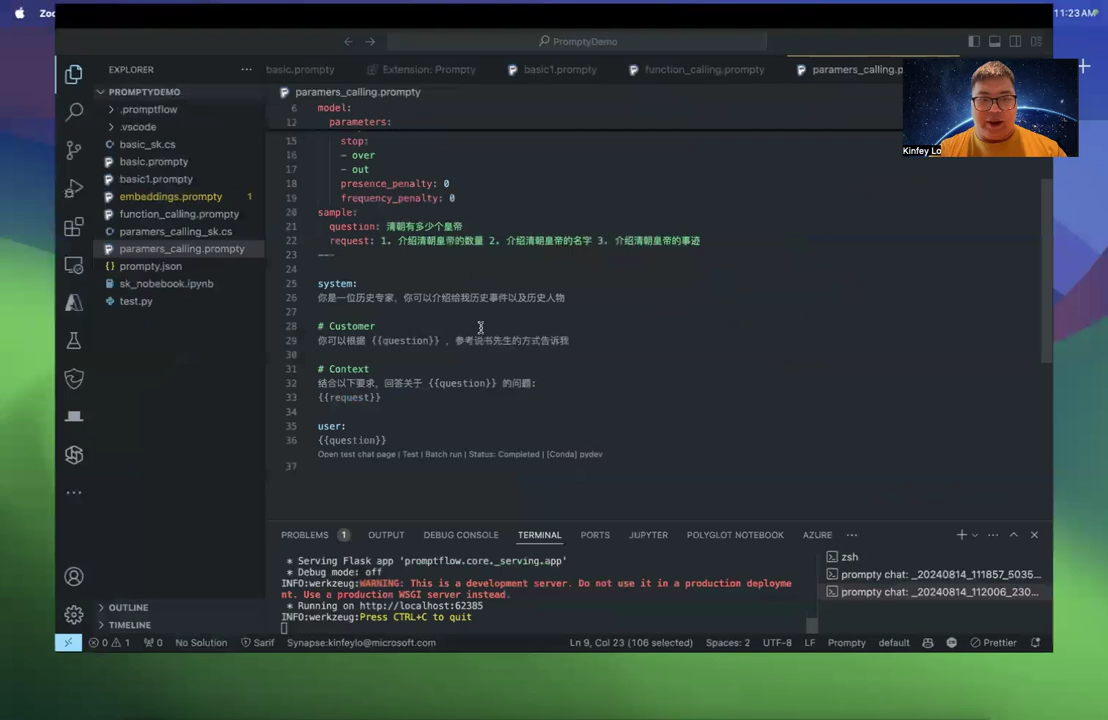 Zoo
11:23AM
PromptyDemo
EXPLORER
basic.prompty
Extension: Prompty
basic1.prompty
function_calling.prompty
paramers_calling.p
PROMPTYDEMO
.promptflow
.vscode
basic_sk.cs
basic.prompty
basic1.prompty
embeddings.prompty 1
function_calling.prompty
paramers_calling_sk.cs
paramers_calling.prompty
prompty.json
sk_nobebook.ipynb
test.py
OUTLINE
TIMELINE
paramers_calling.prompty
6 model:
12 parameters:
15 stop:
16 - over
17 - out
18 presence_penalty: 0
19 frequency_penalty: 0
20 sample:
21 question: 清朝有多少个皇帝
22 request: 1. 介绍清朝皇帝的数量 2. 介绍清朝皇帝的名字 3. 介绍清朝皇帝的事迹
23 ---
24
25 system:
26 你是一位历史专家, 你可以介绍给我历史事件以及历史人物
27
28 # Customer
29 你可以根据 {{question}} , 参考说书先生的方式告诉我
30
31 # Context
32 结合以下要求, 回答关于 {{question}} 的问题:
33 {{request}}
34
35 user:
36 {{question}}
Open test chat page | Test | Batch run | Status: Completed | [Conda] pydev
37
Kinfey Lo
PROBLEMS 1 OUTPUT DEBUG CONSOLE TERMINAL PORTS JUPYTER POLYGLOT NOTEBOOK AZURE
* Serving Flask app 'promptflow.core._serving.app'
* Debug mode: off
INFO:werkzeug:WARNING: This is a development server. Do not use it in a production deployme
nt. Use a production WSGI server instead.
* Running on http://localhost:62385
INFO:werkzeug:Press CTRL+C to quit
zsh
prompty chat: _20240814_111857_5035...
prompty chat: _20240814_112006_230...
0 1 0 No Solution Sarif Synapse:kinfeylo@microsoft.com Ln 9, Col 23 (106 selected) Spaces: 2 UTF-8 LF Prompty default Prettier